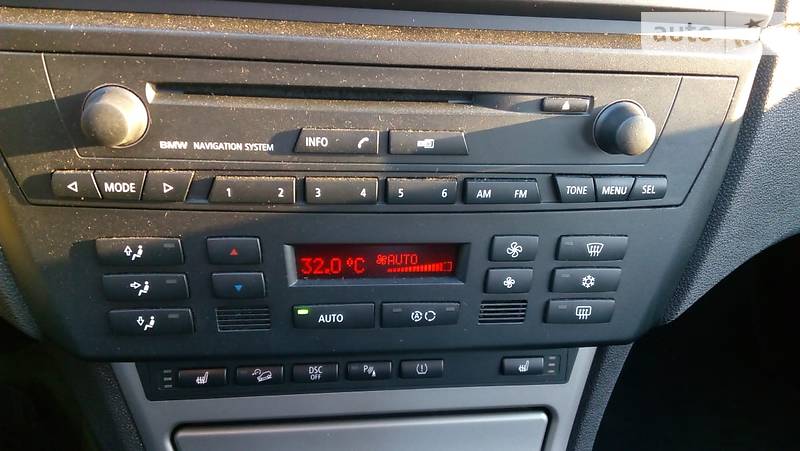 auto
BMW NAVIGATION SYSTEM
INFO
MODE
1 2
3 4
5 6
AM FM
TONE
MENU
SEL
32.0 °C
AUTO
AUTO
A
DSC
OFF
P